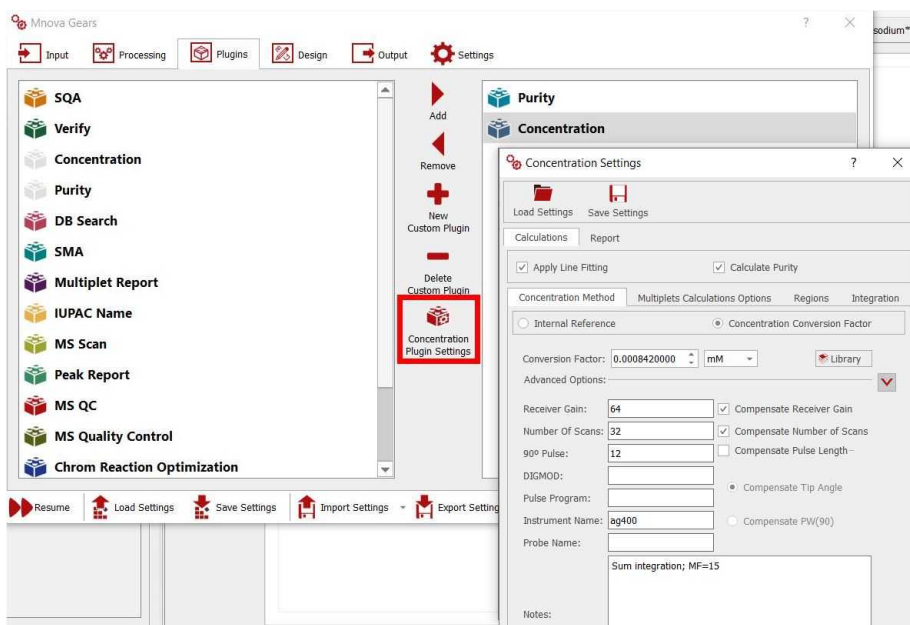 Mnova Gears ? ×
sodium*
Input Processing Plugins Design Output Settings
SQA
Verify
Concentration
Purity
DB Search
SMA
Multiplet Report
IUPAC Name
MS Scan
Peak Report
MS QC
MS Quality Control
Chrom Reaction Optimization
Add
Remove
New
Custom Plugin
Delete
Custom Plugin
Concentration
Plugin Settings
Purity
Concentration
Resume Load Settings Save Settings Import Settings Export Setting
Concentration Settings ? ×
Load Settings Save Settings
Calculations Report
Apply Line Fitting Calculate Purity
Concentration Method Multiplets Calculations Options Regions Integration
Internal Reference Concentration Conversion Factor
Conversion Factor: 0.0008420000 mM Library
Advanced Options:
Receiver Gain: 64 Compensate Receiver Gain
Number Of Scans: 32 Compensate Number of Scans
90º Pulse: 12 Compensate Pulse Length
DIGMOD:
Compensate Tip Angle
Pulse Program:
Instrument Name: ag400 Compensate PW(90)
Probe Name:
Sum integration; MF=15
Notes: